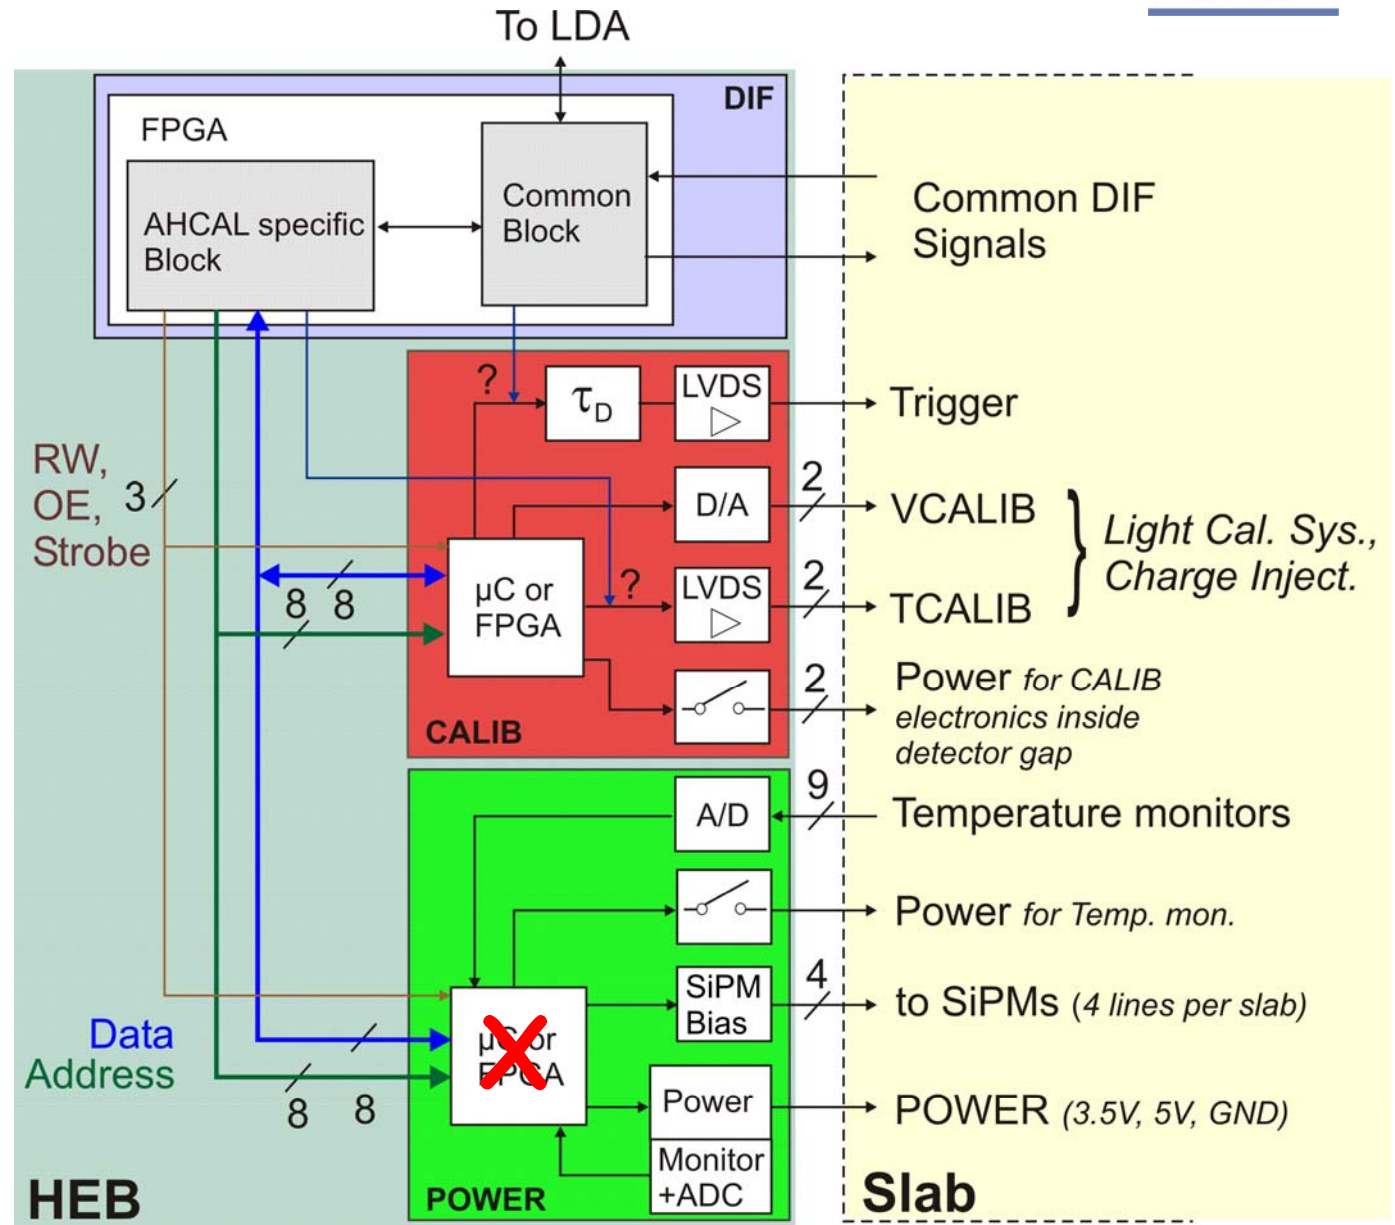 To LDA
DIF
FPGA
AHCAL specific
Block
Common
Block
Common DIF
Signals
?
τD
LVDS
Trigger
RW,
OE,
Strobe
3
D/A
2
VCALIB
Light Cal. Sys.,
Charge Inject.
8
8
µC or
FPGA
?
LVDS
2
TCALIB
2
Power for CALIB
electronics inside
detector gap
CALIB
A/D
9
Temperature monitors
Power for Temp. mon.
SiPM
Bias
4
to SiPMs (4 lines per slab)
Data
Address
8
8
µC or
FPGA
Power
POWER (3.5V, 5V, GND)
Monitor
+ADC
HEB
POWER
Slab